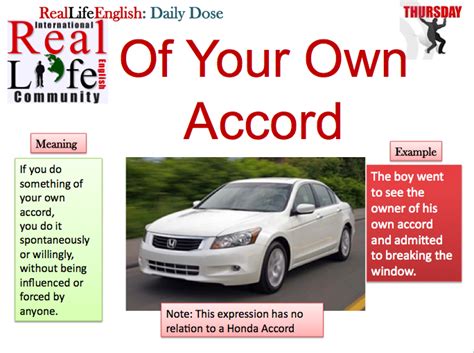 RealLifeEnglish: Daily Dose
THURSDAY
International
Real
Life
English
Community
Of Your Own
Accord
Meaning
If you do
something of
your own
accord,
you do it
spontaneously
or willingly,
without being
influenced or
forced by
anyone.
Example
The boy went
to see the
owner of his
own accord
and admitted
to breaking the
window.
Note: This expression has no
relation to a Honda Accord